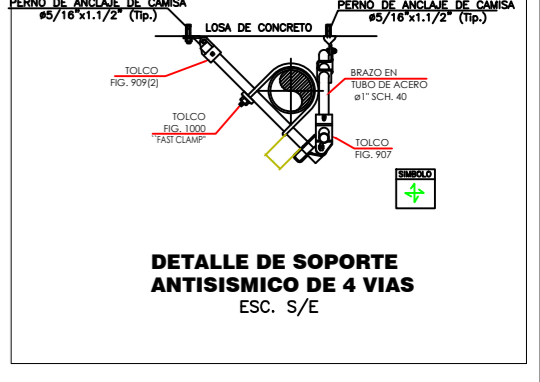 PERNO DE ANCLAJE DE CAMISA
ø5/16"x1.1/2" (Tip.)
PERNO DE ANCLAJE DE CAMISA
ø5/16"x1.1/2" (Tip.)
LOSA DE CONCRETO
TOLCO
FIG. 909(2)
BRAZO EN
TUBO DE ACERO
ø1" SCH. 40
TOLCO
FIG. 1000
"FAST CLAMP"
TOLCO
FIG. 907
SIMBOLO
DETALLE DE SOPORTE
ANTISISMICO DE 4 VIAS
ESC. S/E